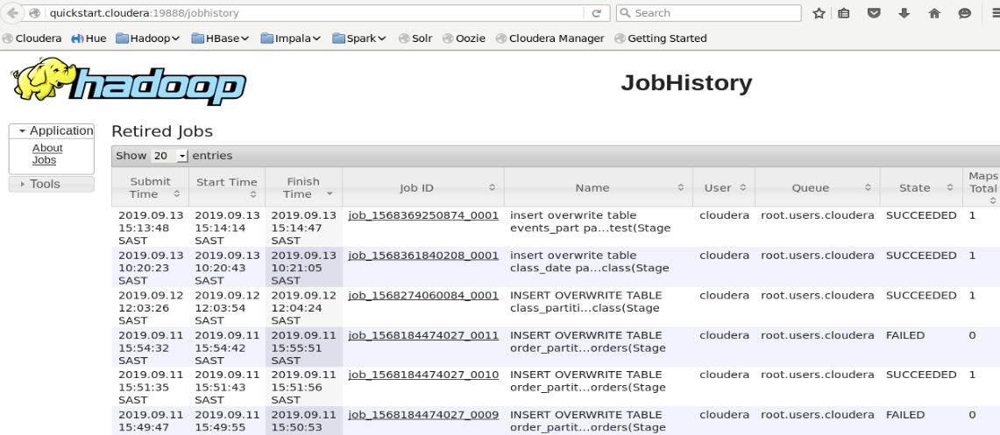 quickstart.cloudera:19888/jobhistory
Search
Cloudera Hue Hadoop HBase Impala Spark Solr Oozie Cloudera Manager Getting Started
hadoop
JobHistory
Application
About
Jobs
Tools
Retired Jobs
Show 20 entries
Submit Time Start Time Finish Time Job ID Name User Queue State Maps Total
2019.09.13 2019.09.13 2019.09.13 job_1568369250874_0001 insert overwrite table cloudera root.users.cloudera SUCCEEDED 1
15:13:48 15:14:14 15:14:47 events_part pa...test(Stage
SAST SAST SAST
2019.09.13 2019.09.13 2019.09.13 job_1568361840208_0001 insert overwrite table cloudera root.users.cloudera SUCCEEDED 1
10:20:23 10:20:43 10:21:05 class_date pa...class(Stage
SAST SAST SAST
2019.09.12 2019.09.12 2019.09.12 job_1568274060084_0001 INSERT OVERWRITE TABLE cloudera root.users.cloudera SUCCEEDED 1
12:03:26 12:03:54 12:04:24 class_partiti...class(Stage
SAST SAST SAST
2019.09.11 2019.09.11 2019.09.11 job_1568184474027_0011 INSERT OVERWRITE TABLE cloudera root.users.cloudera FAILED 0
15:54:32 15:54:42 15:55:51 order_partit...orders(Stage
SAST SAST SAST
2019.09.11 2019.09.11 2019.09.11 job_1568184474027_0010 INSERT OVERWRITE TABLE cloudera root.users.cloudera SUCCEEDED 1
15:51:35 15:51:43 15:51:56 order_partit...orders(Stage
SAST SAST SAST
2019.09.11 2019.09.11 2019.09.11 job_1568184474027_0009 INSERT OVERWRITE TABLE cloudera root.users.cloudera FAILED 0
15:49:47 15:49:55 15:50:53 order_partit...orders(Stage